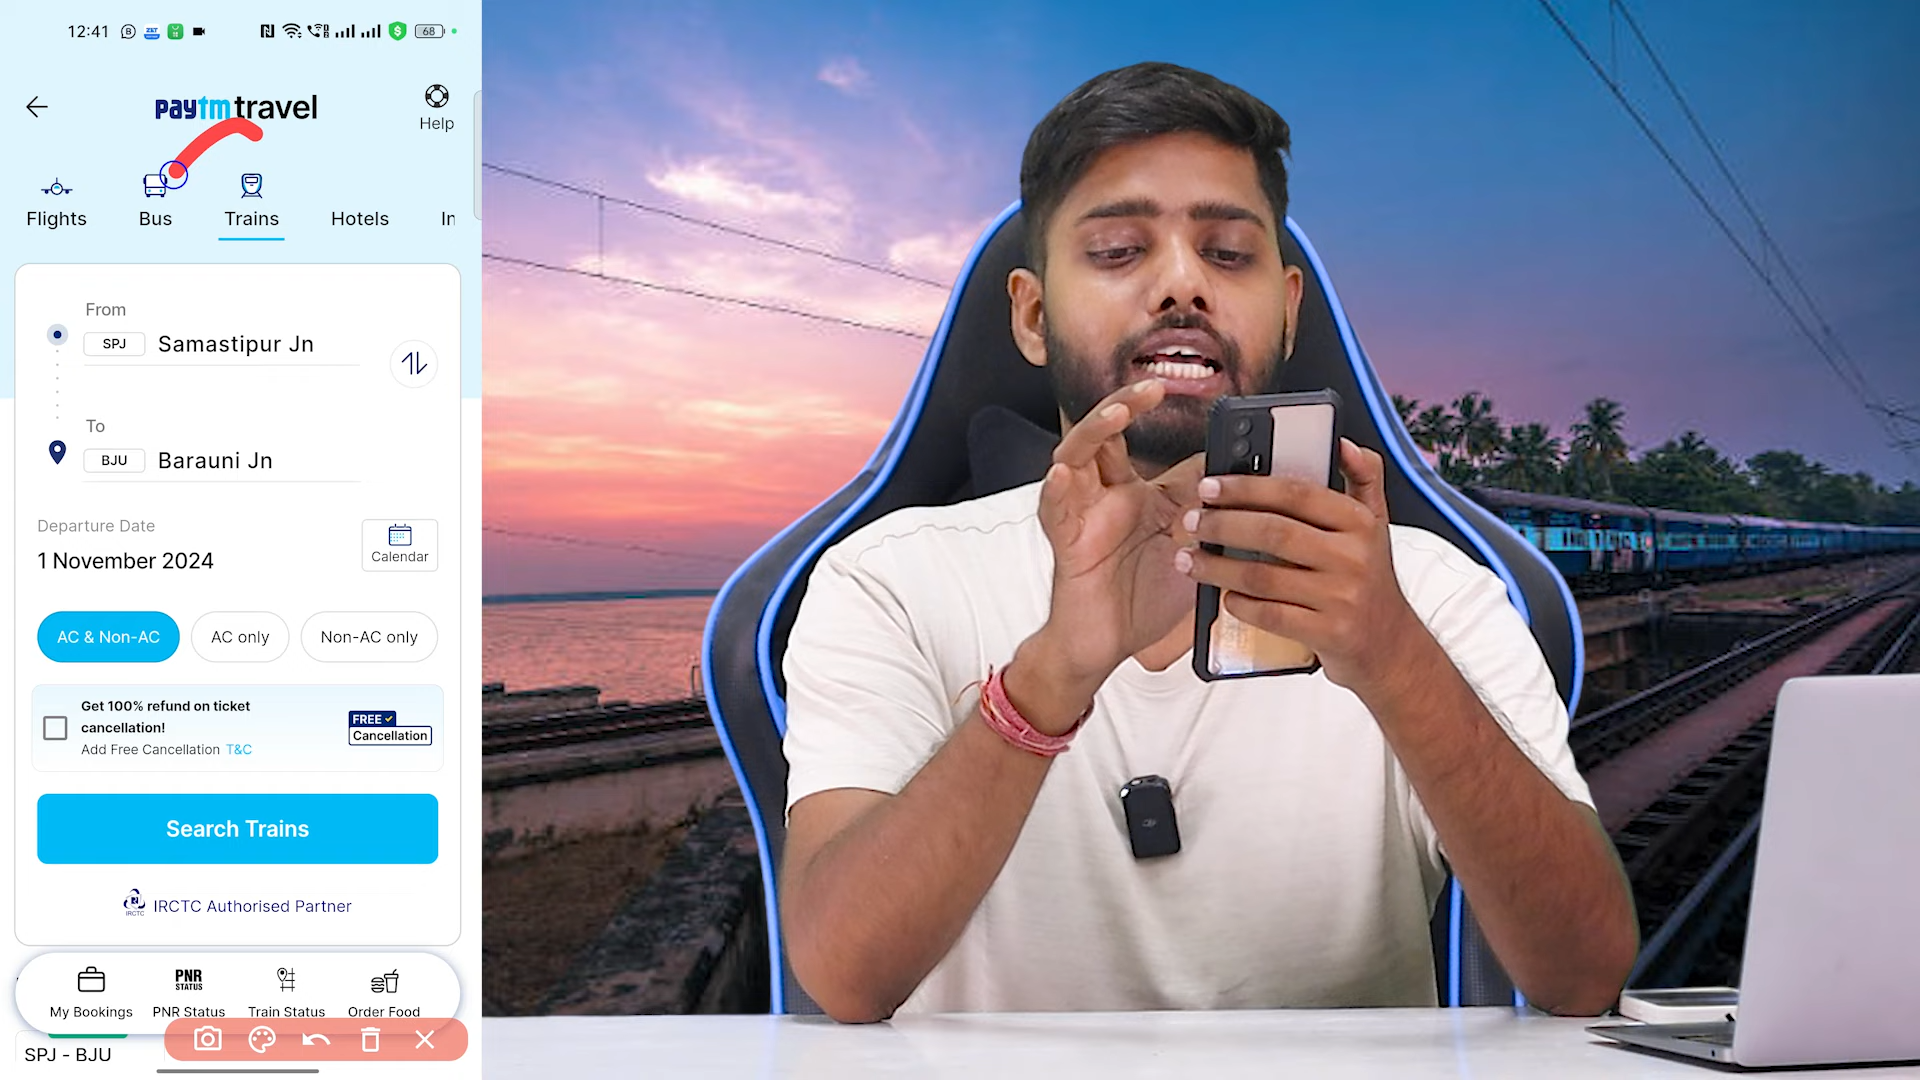 12:41
68
paytm travel
Help
Flights
Bus
Trains
Hotels
In
From
SPJ Samastipur Jn
To
BJU Barauni Jn
Departure Date
1 November 2024
Calendar
AC & Non-AC
AC only
Non-AC only
Get 100% refund on ticket
cancellation!
Add Free Cancellation T&C
FREE
Cancellation
Search Trains
IRCTC
IRCTC Authorised Partner
PNR
STATUS
My Bookings
PNR Status
Train Status
Order Food
SPJ - BJU